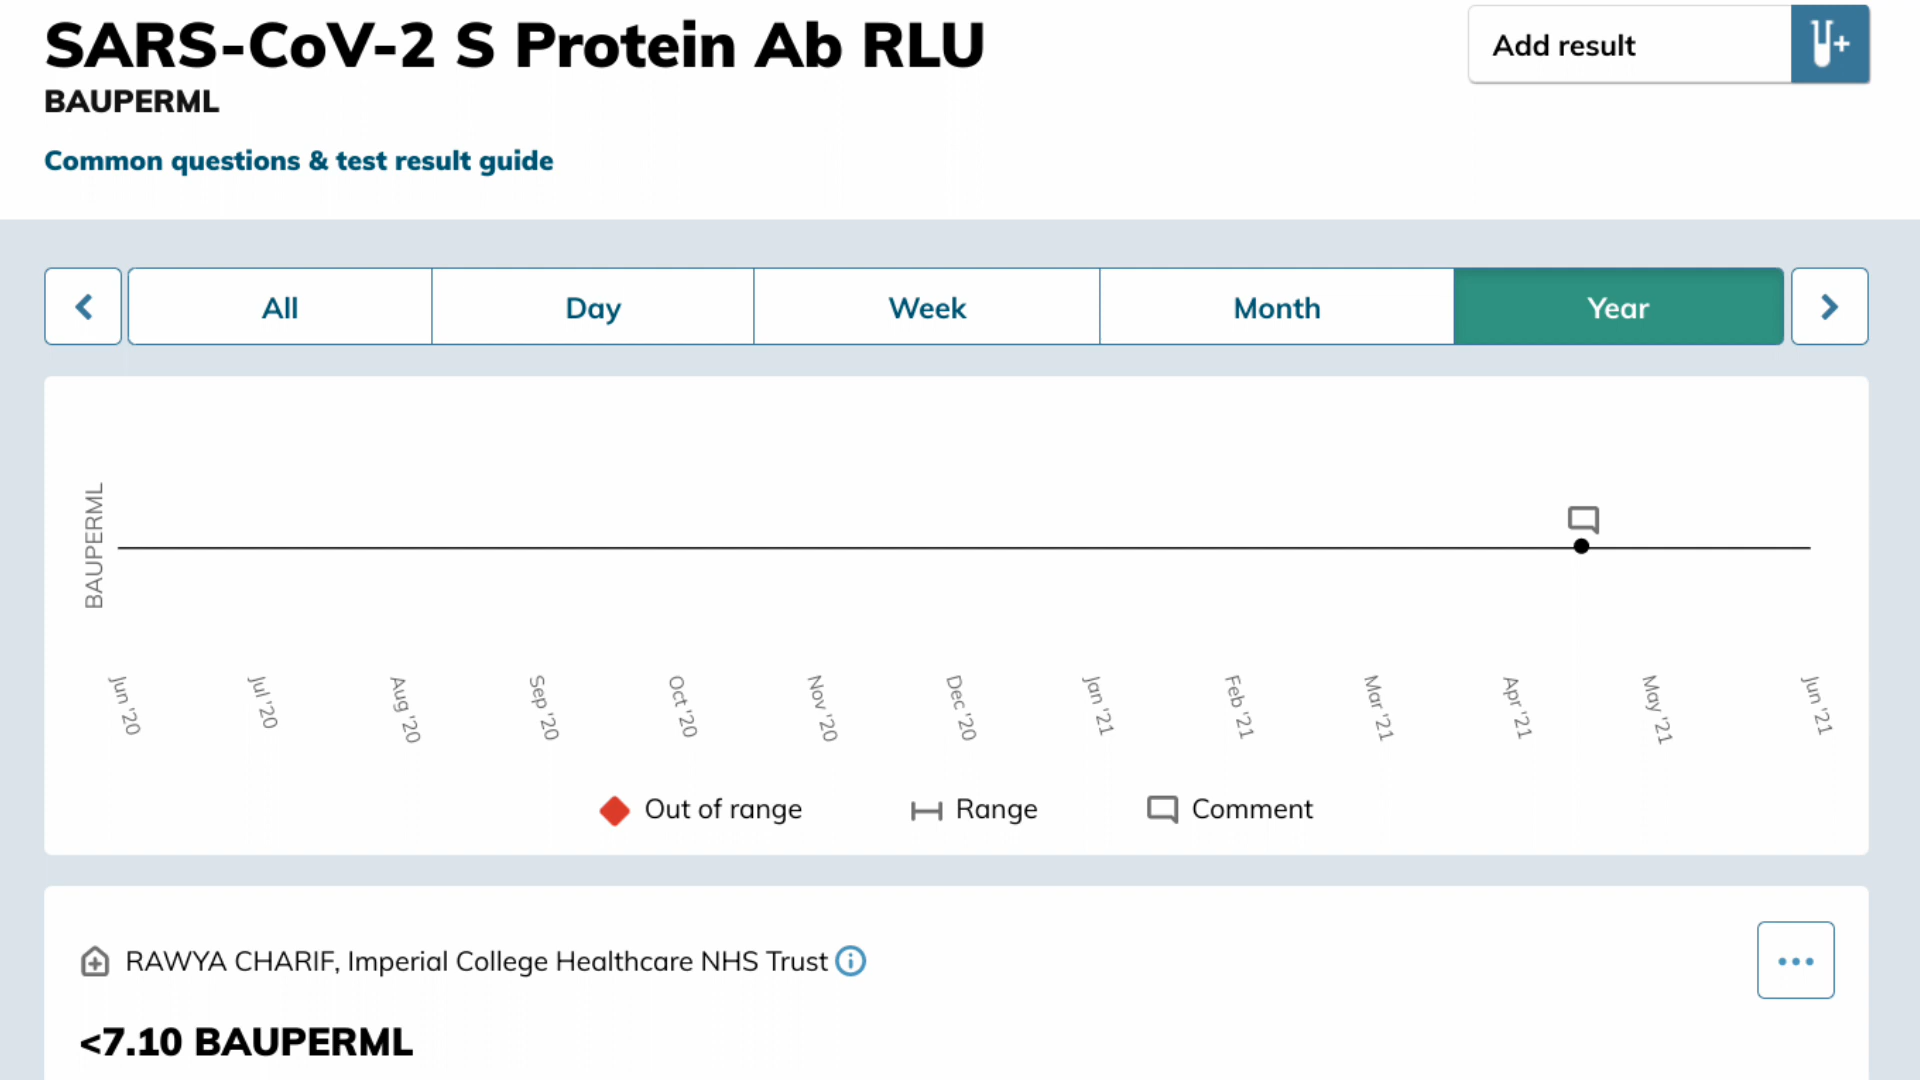 SARS-CoV-2 S Protein Ab RLU
Add result
BAUPERML
Common questions & test result guide
All
Day
Week
Month
Year
BAUPERML
Jun '20
Jul '20
Aug '20
Sep '20
Oct '20
Nov '20
Dec '20
Jan '21
Feb '21
Mar '21
Apr '21
May '21
Jun '21
Out of range
Range
Comment
RAWYA CHARIF, Imperial College Healthcare NHS Trust
<7.10 BAUPERML